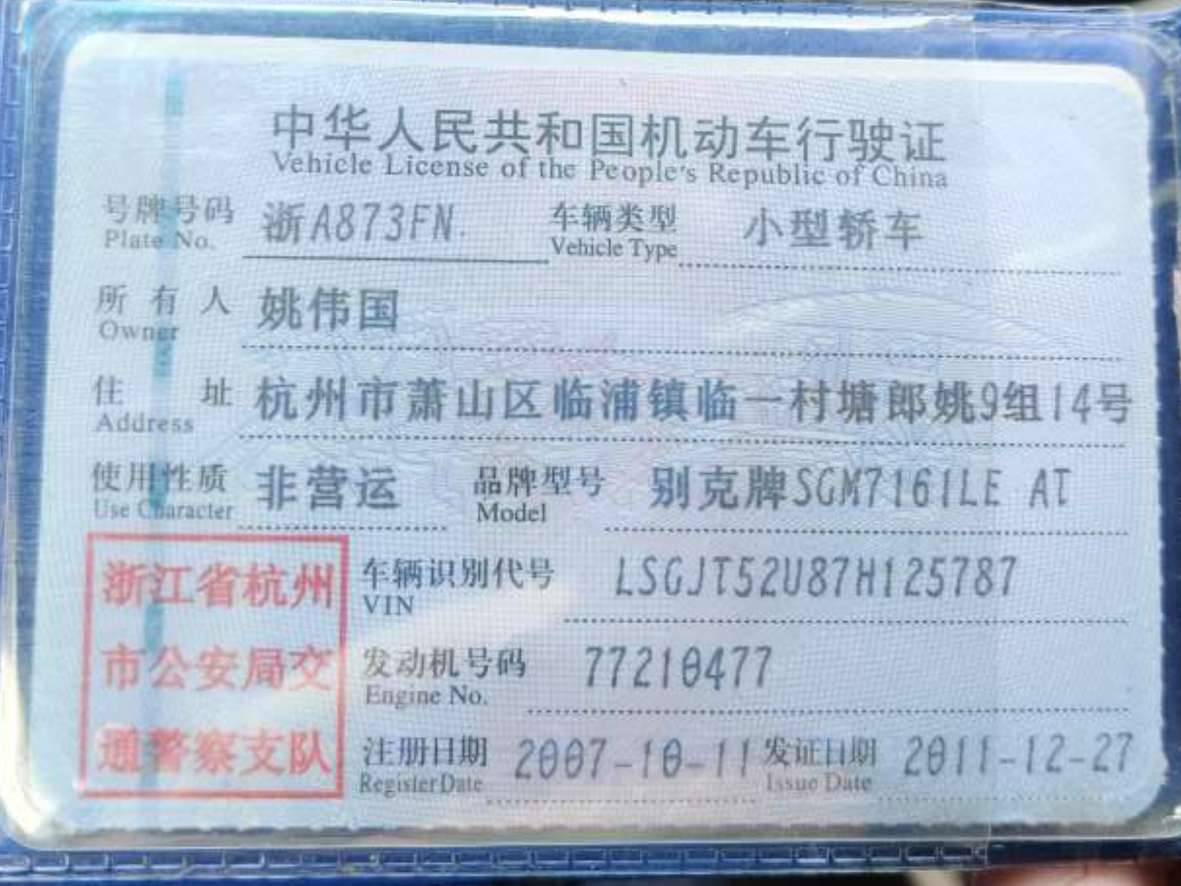 中华人民共和国机动车行驶证
Vehicle License of the People's Republic of China
号牌号码 浙A873FN 车辆类型 小型轿车
Plate No. Vehicle Type
所有人 姚伟国
Owner
住址 杭州市萧山区临浦镇临一村塘郎姚9组14号
Address
使用性质 非营运 品牌型号 别克牌SGM7161LE AT
Use Character Model
浙江省杭州 车辆识别代号 LSGJT52U87H125787
VIN
市公安局交 发动机号码 77210477
Engine No.
通警察支队 注册日期 2007-10-11 发证日期 2011-12-27
Register Date Issue Date